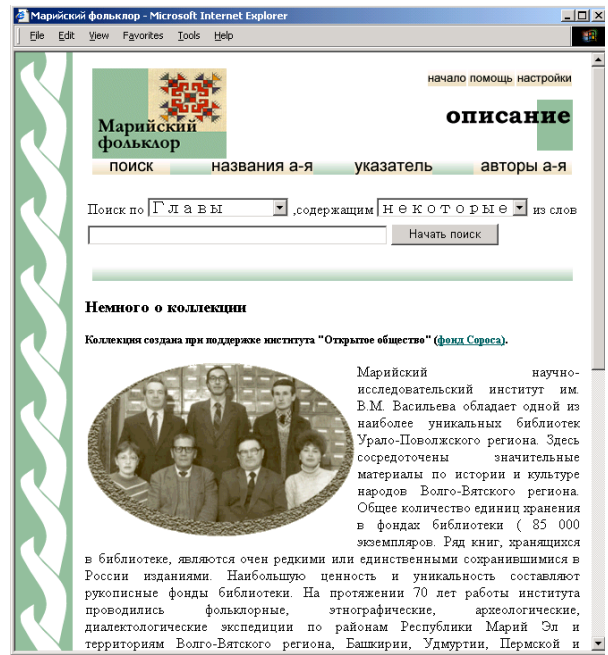 Марийский фольклор - Microsoft Internet Explorer
File Edit View Favorites Tools Help
начало помощь настройки
Марийский
фольклор
описание
поиск названия а-я указатель авторы а-я
Поиск по Главы ,содержащим некоторые из слов
Начать поиск
Немного о коллекции
Коллекция создана при поддержке института "Открытое общество" (фонд Сороса).
Марийский научно-
исследовательский институт им.
В.М. Васильева обладает одной из
наиболее уникальных библиотек
Урало-Поволжского региона. Здесь
сосредоточены значительные
материалы по истории и культуре
народов Волго-Вятского региона.
Общее количество единиц хранения
в фондах библиотеки ( 85 000
экземпляров. Ряд книг, хранящихся
в библиотеке, являются очен редкими или единственными сохранившимися в
России изданиями. Наибольшую ценность и уникальность составляют
рукописные фонды библиотеки. На протяжении 70 лет работы института
проводились фольклорные, этнографические, археологические,
диалектологические экспедиции по районам Республики Марий Эл и
территориям Волго-Вятского региона, Башкирии, Удмуртии, Пермской и